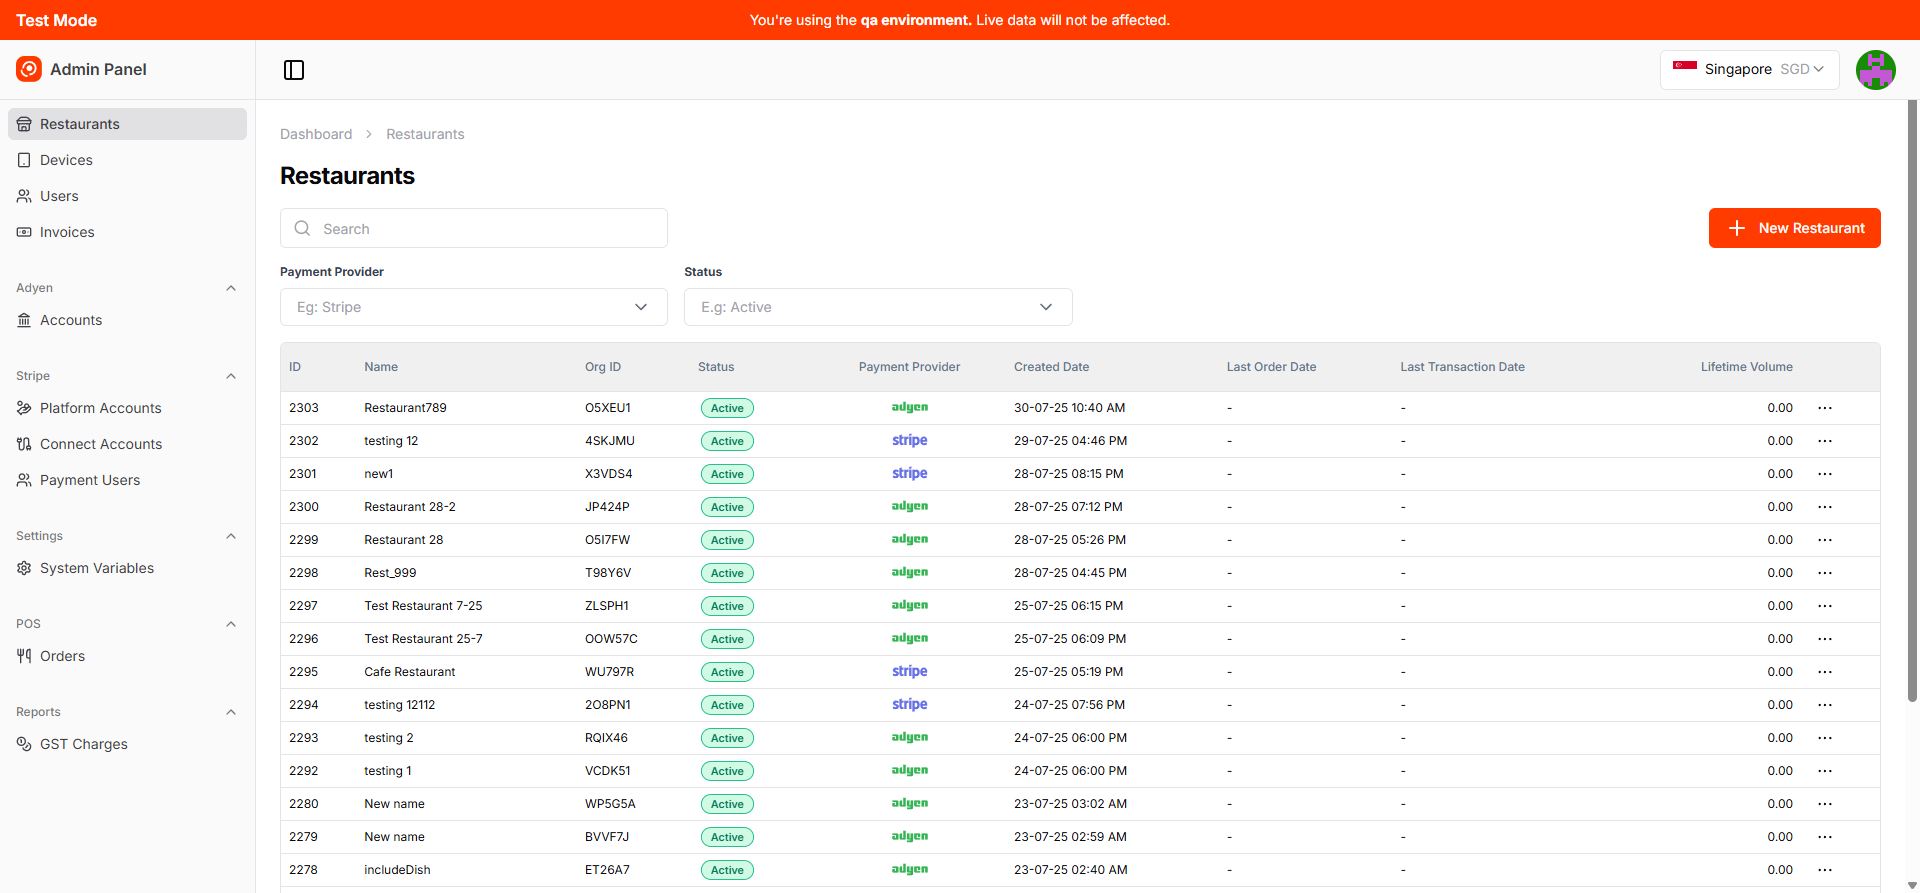 Test Mode
You're using the qa environment. Live data will not be affected.
Admin Panel
Singapore SGD
Restaurants
Devices
Users
Invoices
Adyen
Accounts
Stripe
Platform Accounts
Connect Accounts
Payment Users
Settings
System Variables
POS
Orders
Reports
GST Charges
Dashboard > Restaurants
Restaurants
Search
New Restaurant
Payment Provider Status
Eg: Stripe E.g: Active
ID Name Org ID Status Payment Provider Created Date Last Order Date Last Transaction Date Lifetime Volume
2303 Restaurant789 O5XEU1 Active adyen 30-07-25 10:40 AM - - 0.00 ...
2302 testing 12 4SKJMU Active stripe 29-07-25 04:46 PM - - 0.00 ...
2301 new1 X3VDS4 Active stripe 28-07-25 08:15 PM - - 0.00 ...
2300 Restaurant 28-2 JP424P Active adyen 28-07-25 07:12 PM - - 0.00 ...
2299 Restaurant 28 O5I7FW Active adyen 28-07-25 05:26 PM - - 0.00 ...
2298 Rest_999 T98Y6V Active adyen 28-07-25 04:45 PM - - 0.00 ...
2297 Test Restaurant 7-25 ZLSPH1 Active adyen 25-07-25 06:15 PM - - 0.00 ...
2296 Test Restaurant 25-7 OOW57C Active adyen 25-07-25 06:09 PM - - 0.00 ...
2295 Cafe Restaurant WU797R Active stripe 25-07-25 05:19 PM - - 0.00 ...
2294 testing 12112 2O8PN1 Active stripe 24-07-25 07:56 PM - - 0.00 ...
2293 testing 2 RQIX46 Active adyen 24-07-25 06:00 PM - - 0.00 ...
2292 testing 1 VCDK51 Active adyen 24-07-25 06:00 PM - - 0.00 ...
2280 New name WP5G5A Active adyen 23-07-25 03:02 AM - - 0.00 ...
2279 New name BVVF7J Active adyen 23-07-25 02:59 AM - - 0.00 ...
2278 includeDish ET26A7 Active adyen 23-07-25 02:40 AM - - 0.00 ...